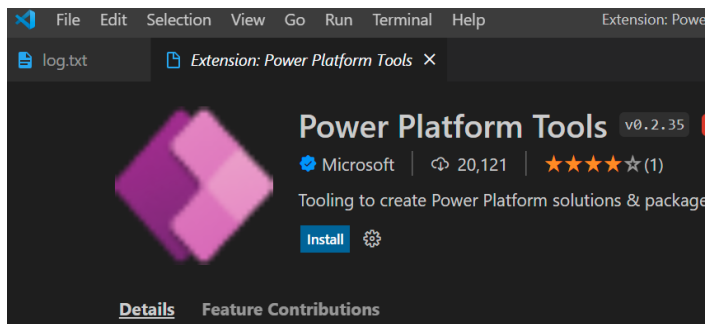 File Edit Selection View Go Run Terminal Help Extension: Powe
log.txt Extension: Power Platform Tools ×
Power Platform Tools v0.2.35
Microsoft 20,121 (1)
Tooling to create Power Platform solutions & package
Install
Details Feature Contributions